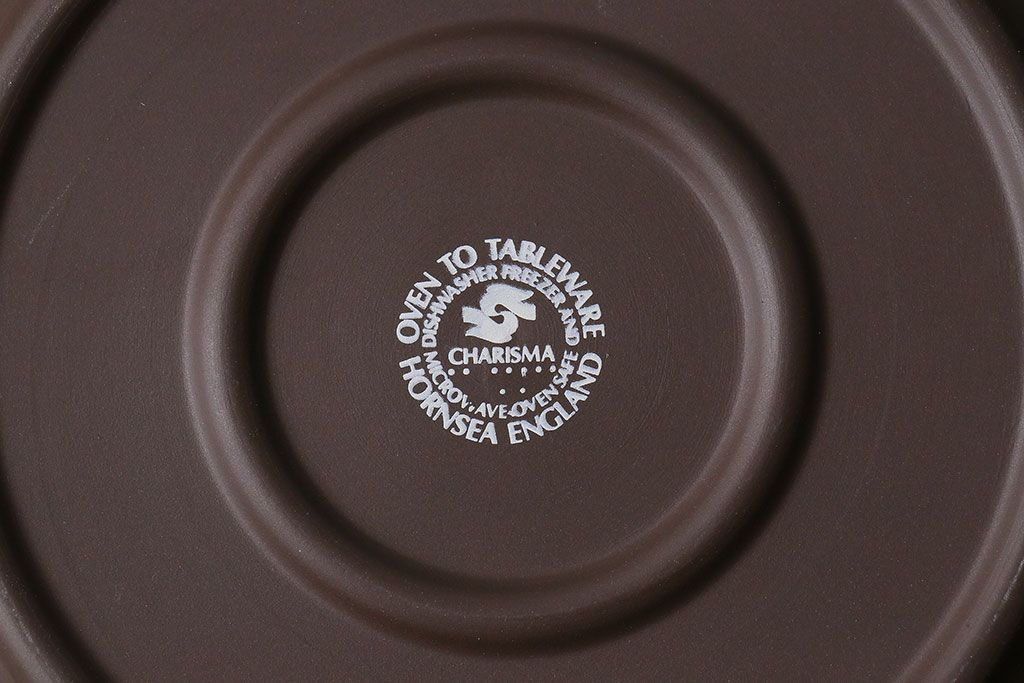 OVEN TO TABLEWARE
DISHWASHER FREEZER AND
CHARISMA
MICROWAVE-OVEN SAFE
HORNSEA ENGLAND